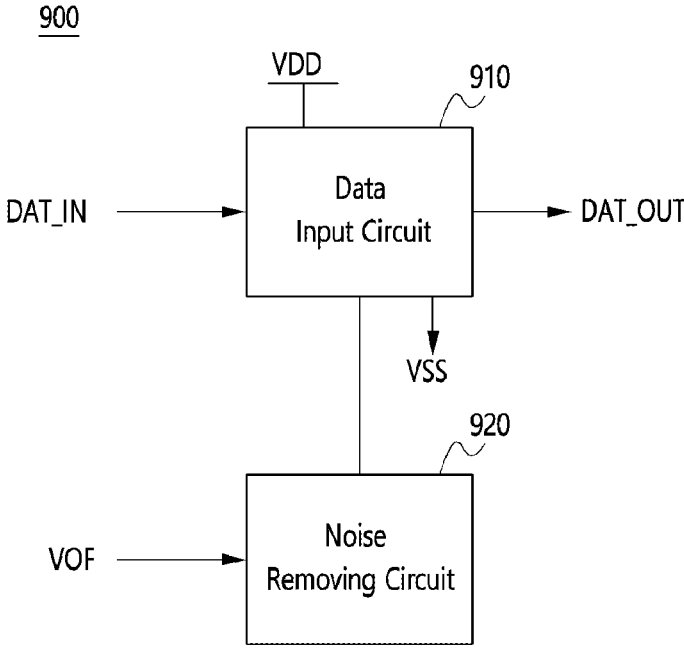 900
VDD
910
Data
Input Circuit
DAT_IN
DAT_OUT
VSS
920
Noise
Removing Circuit
VOF